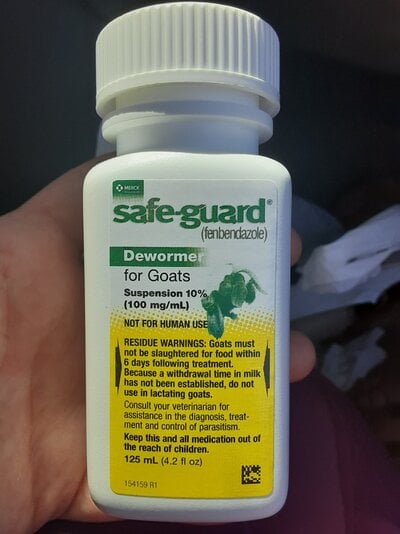 MERCK
safe-guard®
(fenbendazole)
Dewormer
for Goats
Suspension 10%
(100 mg/mL)
NOT FOR HUMAN USE
RESIDUE WARNINGS: Goats must
not be slaughtered for food within
6 days following treatment.
Because a withdrawal time in milk
has not been established, do not
use in lactating goats.
Consult your veterinarian for
assistance in the diagnosis, treat-
ment and control of parasitism.
Keep this and all medication out of
the reach of children.
125 mL (4.2 fl oz)
154159 R1